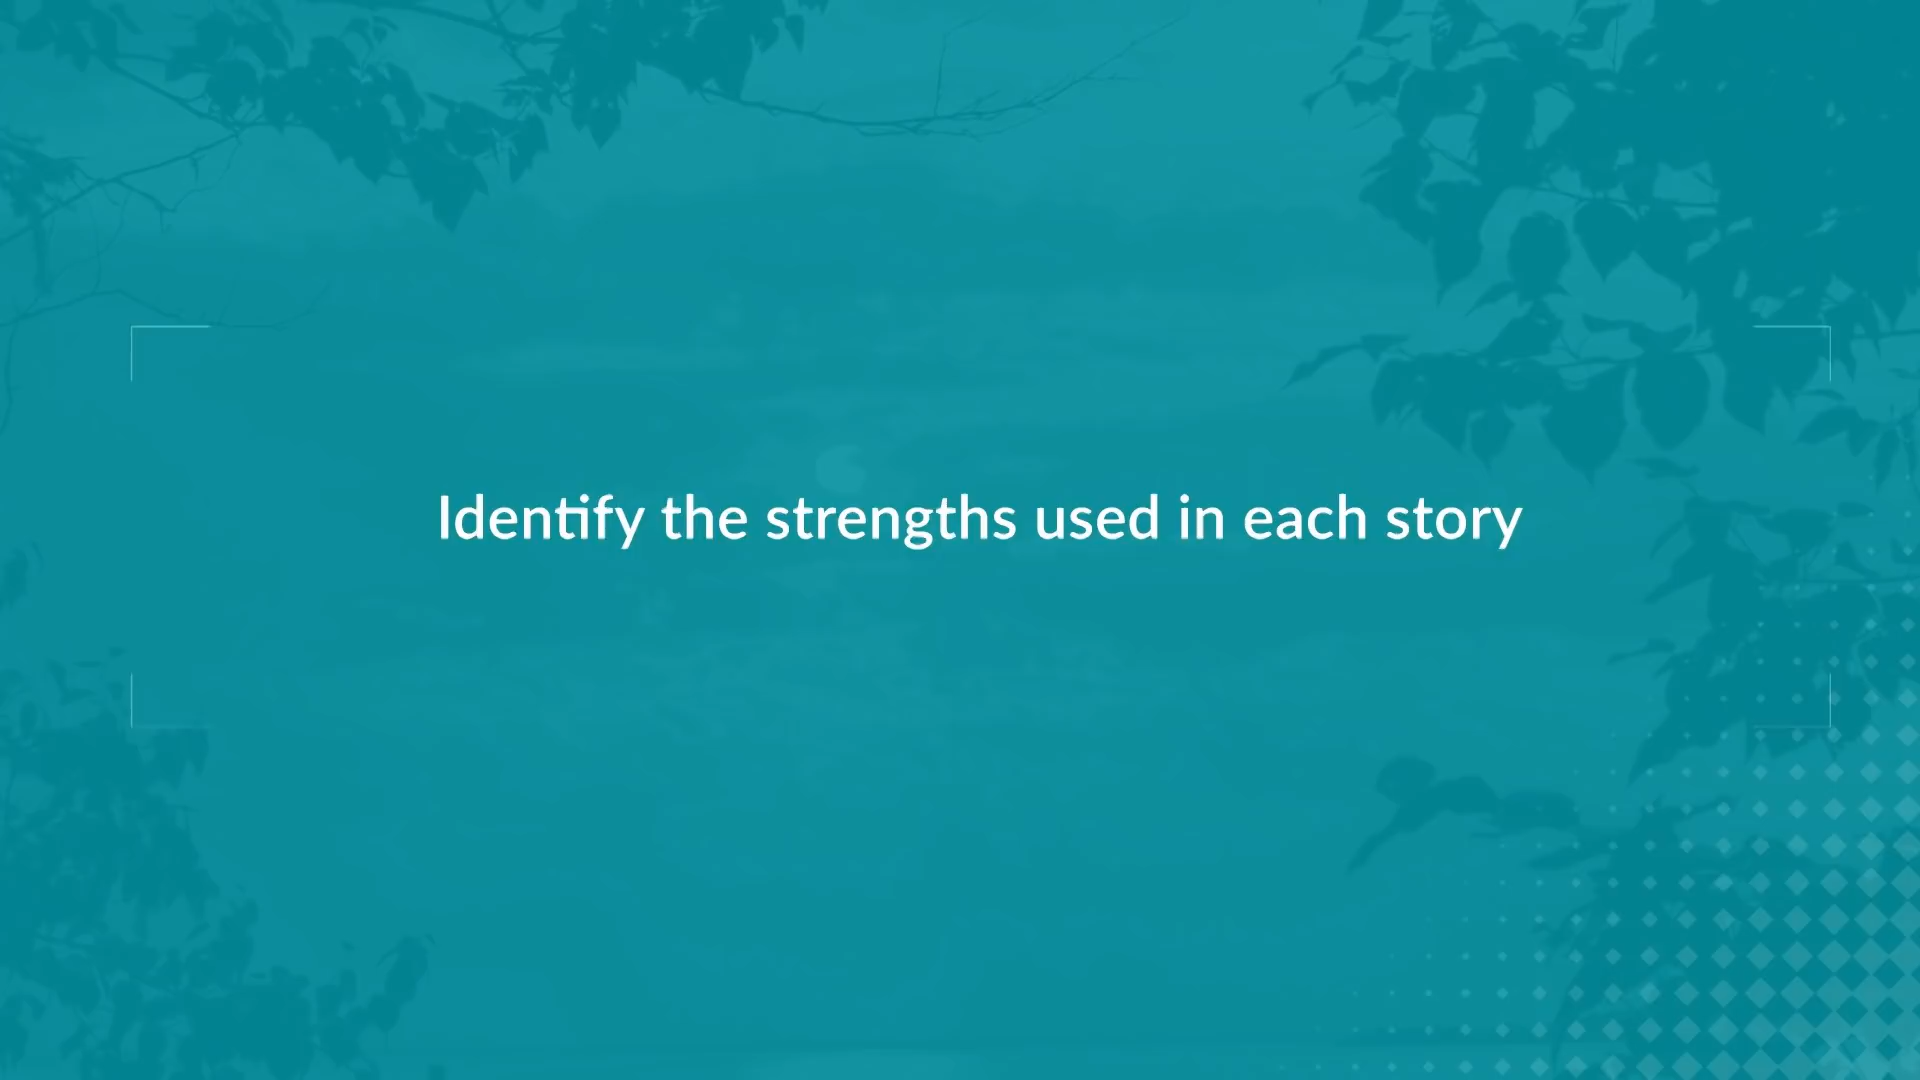 Identify the strengths used in each story